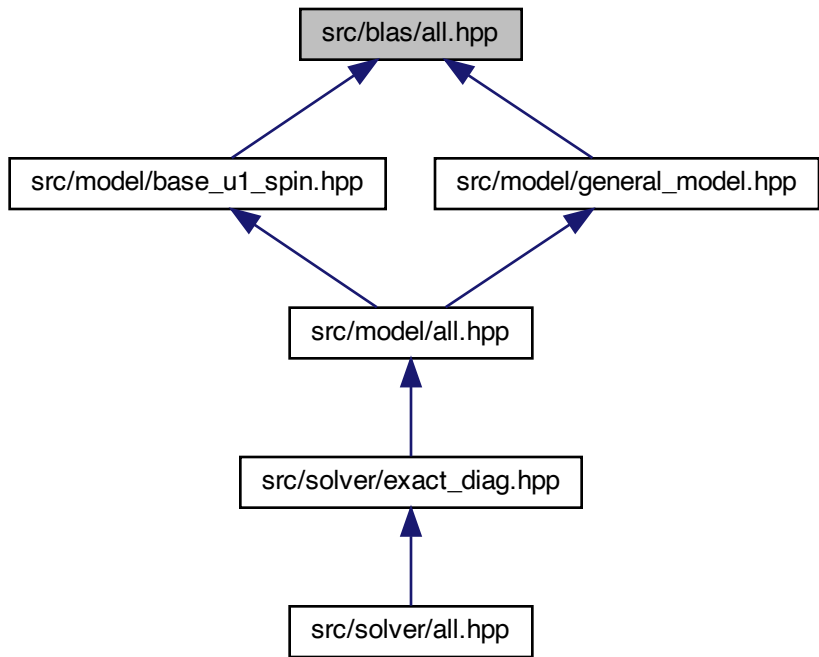 src/blas/all.hpp
src/model/base_u1_spin.hpp
src/model/general_model.hpp
src/model/all.hpp
src/solver/exact_diag.hpp
src/solver/all.hpp